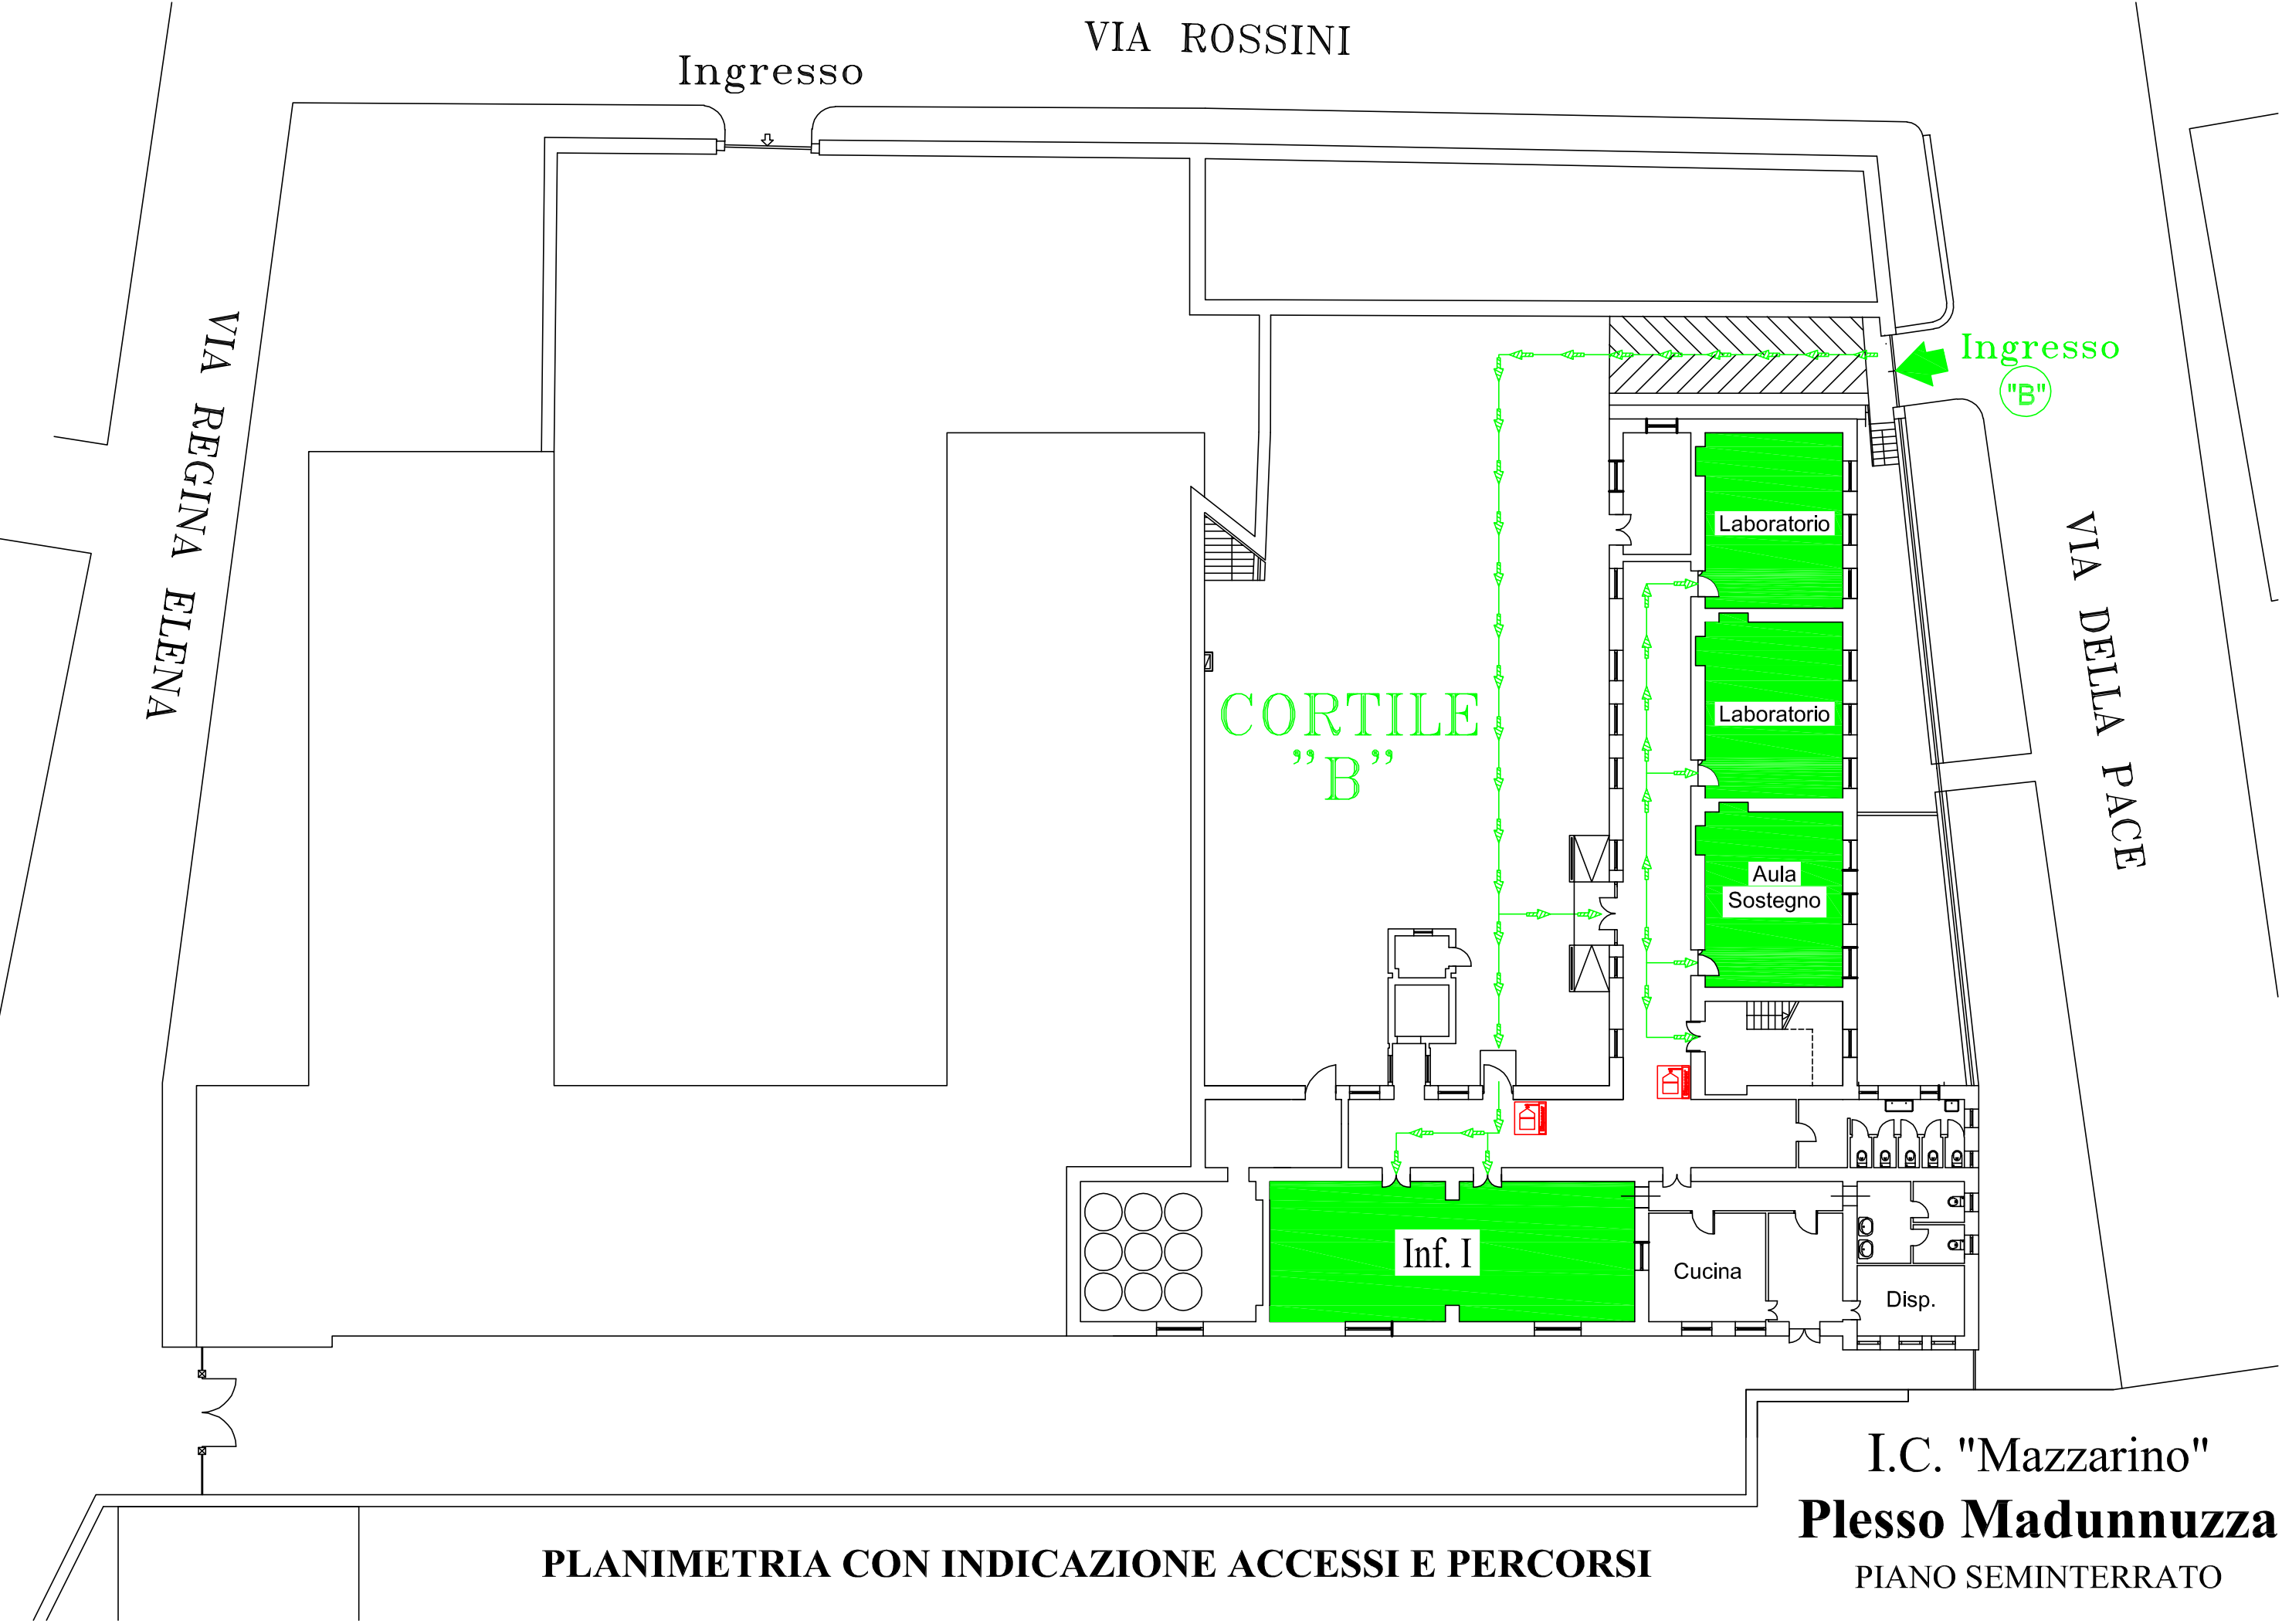 VIA ROSSINI
Ingresso
VIA REGINA ELENA
Ingresso
"B"
Laboratorio
VIA DELLA PACE
CORTILE
"B"
Laboratorio
Aula
Sostegno
Inf. I
Cucina
Disp.
I.C. "Mazzarino"
Plesso Madunnuzza
PIANO SEMINTERRATO
PLANIMETRIA CON INDICAZIONE ACCESSI E PERCORSI